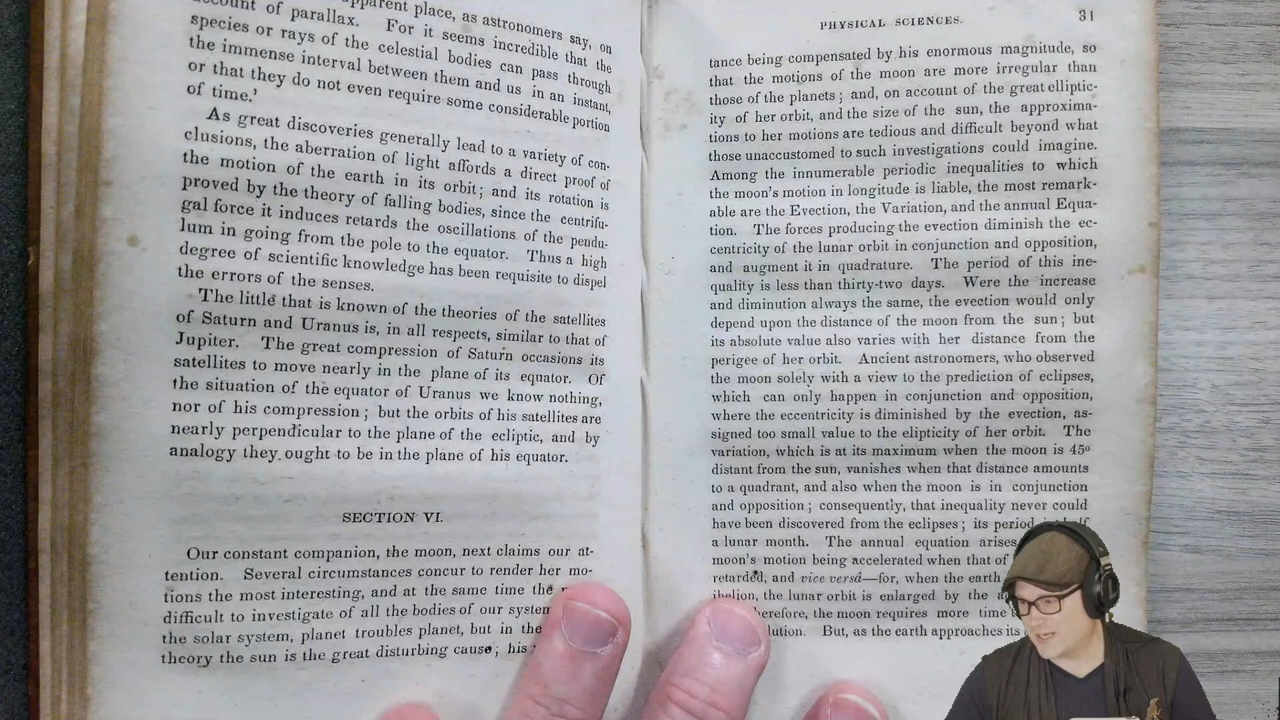 apparent place, as astronomers say, on
account of parallax. For it seems incredible that the
species or rays of the celestial bodies can pass through
the immense interval between them and us in an instant,
or that they do not even require some considerable portion
of time.'
As great discoveries generally lead to a variety of con-
clusions, the aberration of light affords a direct proof of
the motion of the earth in its orbit; and its rotation is
proved by the theory of falling bodies, since the centrifu-
gal force it induces retards the oscillations of the pendu-
lum in going from the pole to the equator. Thus a high
degree of scientific knowledge has been requisite to dispel
the errors of the senses.
The little that is known of the theories of the satellites
of Saturn and Uranus is, in all respects, similar to that of
Jupiter. The great compression of Saturn occasions its
satellites to move nearly in the plane of its equator. Of
the situation of the equator of Uranus we know nothing,
nor of his compression; but the orbits of his satellites are
nearly perpendicular to the plane of the ecliptic, and by
analogy they ought to be in the plane of his equator.
SECTION VI.
Our constant companion, the moon, next claims our at-
tention. Several circumstances concur to render her mo-
tions the most interesting, and at the same time the
difficult to investigate of all the bodies of our system
the solar system, planet troubles planet, but in the
theory the sun is the great disturbing cause; his
PHYSICAL SCIENCES. 31
tance being compensated by his enormous magnitude, so
that the motions of the moon are more irregular than
those of the planets; and, on account of the great elliptic-
ity of her orbit, and the size of the sun, the approxima-
tions to her motions are tedious and difficult beyond what
those unaccustomed to such investigations could imagine.
Among the innumerable periodic inequalities to which
the moon's motion in longitude is liable, the most remark-
able are the Evection, the Variation, and the annual Equa-
tion. The forces producing the evection diminish the ec-
centricity of the lunar orbit in conjunction and opposition,
and augment it in quadrature. The period of this ine-
quality is less than thirty-two days. Were the increase
and diminution always the same, the evection would only
depend upon the distance of the moon from the sun; but
its absolute value also varies with her distance from the
perigee of her orbit. Ancient astronomers, who observed
the moon solely with a view to the prediction of eclipses,
which can only happen in conjunction and opposition,
where the eccentricity is diminished by the evection, as-
signed too small value to the elipticity of her orbit. The
variation, which is at its maximum when the moon is 45º
distant from the sun, vanishes when that distance amounts
to a quadrant, and also when the moon is in conjunction
and opposition; consequently, that inequality never could
have been discovered from the eclipses; its period is half
a lunar month. The annual equation arises
moon's motion being accelerated when that of
retarded, and vice versâ—for, when the earth
ihelion, the lunar orbit is enlarged by the
therefore, the moon requires more time
lution. But, as the earth approaches its